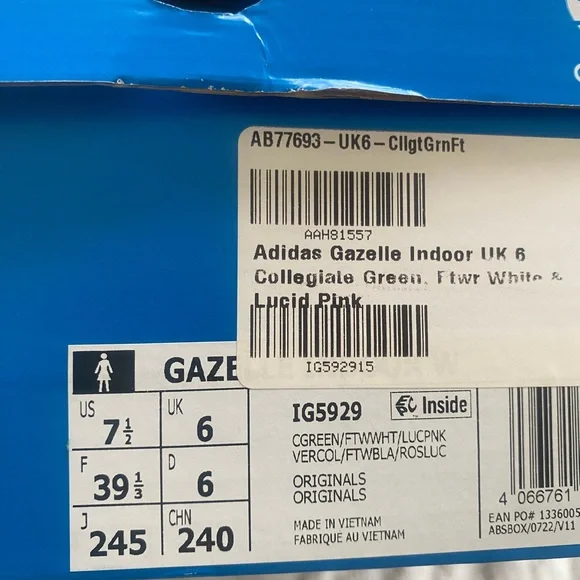 AB77693-UK6-CllgtGrnFt
AAH81557
Adidas Gazelle Indoor UK 6
Collegiate Green, Ftwr White &
Lucid Pink
IG592915
GAZE
US 7½ UK 6
F 39⅓ D 6
J 245 CHN 240
IG5929
Inside
CGREEN/FTWWHT/LUCPNK
VERCOL/FTWBLA/ROSLUC
ORIGINALS
ORIGINALS
MADE IN VIETNAM
FABRIQUE AU VIETNAM
4 066761
EAN PO# 1336005
ABSBOX/0722/V11